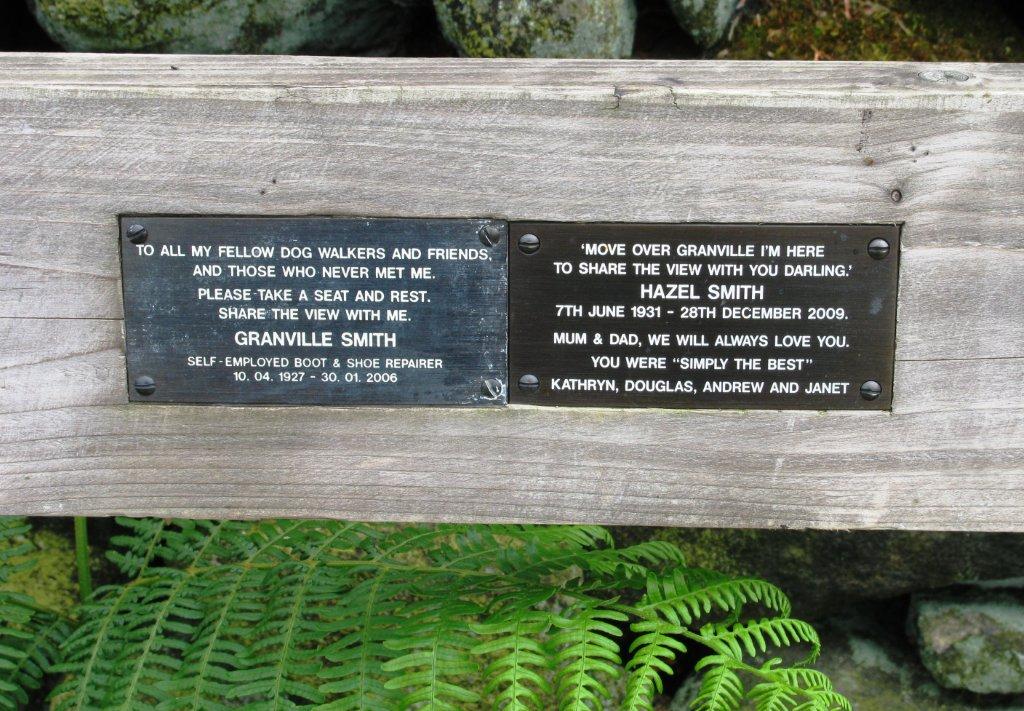 TO ALL MY FELLOW DOG WALKERS AND FRIENDS,
AND THOSE WHO NEVER MET ME.
PLEASE TAKE A SEAT AND REST.
SHARE THE VIEW WITH ME.
GRANVILLE SMITH
SELF-EMPLOYED BOOT & SHOE REPAIRER
10. 04. 1927 - 30. 01. 2006
‘MOVE OVER GRANVILLE I'M HERE
TO SHARE THE VIEW WITH YOU DARLING.’
HAZEL SMITH
7TH JUNE 1931 - 28TH DECEMBER 2009.
MUM & DAD, WE WILL ALWAYS LOVE YOU.
YOU WERE “SIMPLY THE BEST”
KATHRYN, DOUGLAS, ANDREW AND JANET